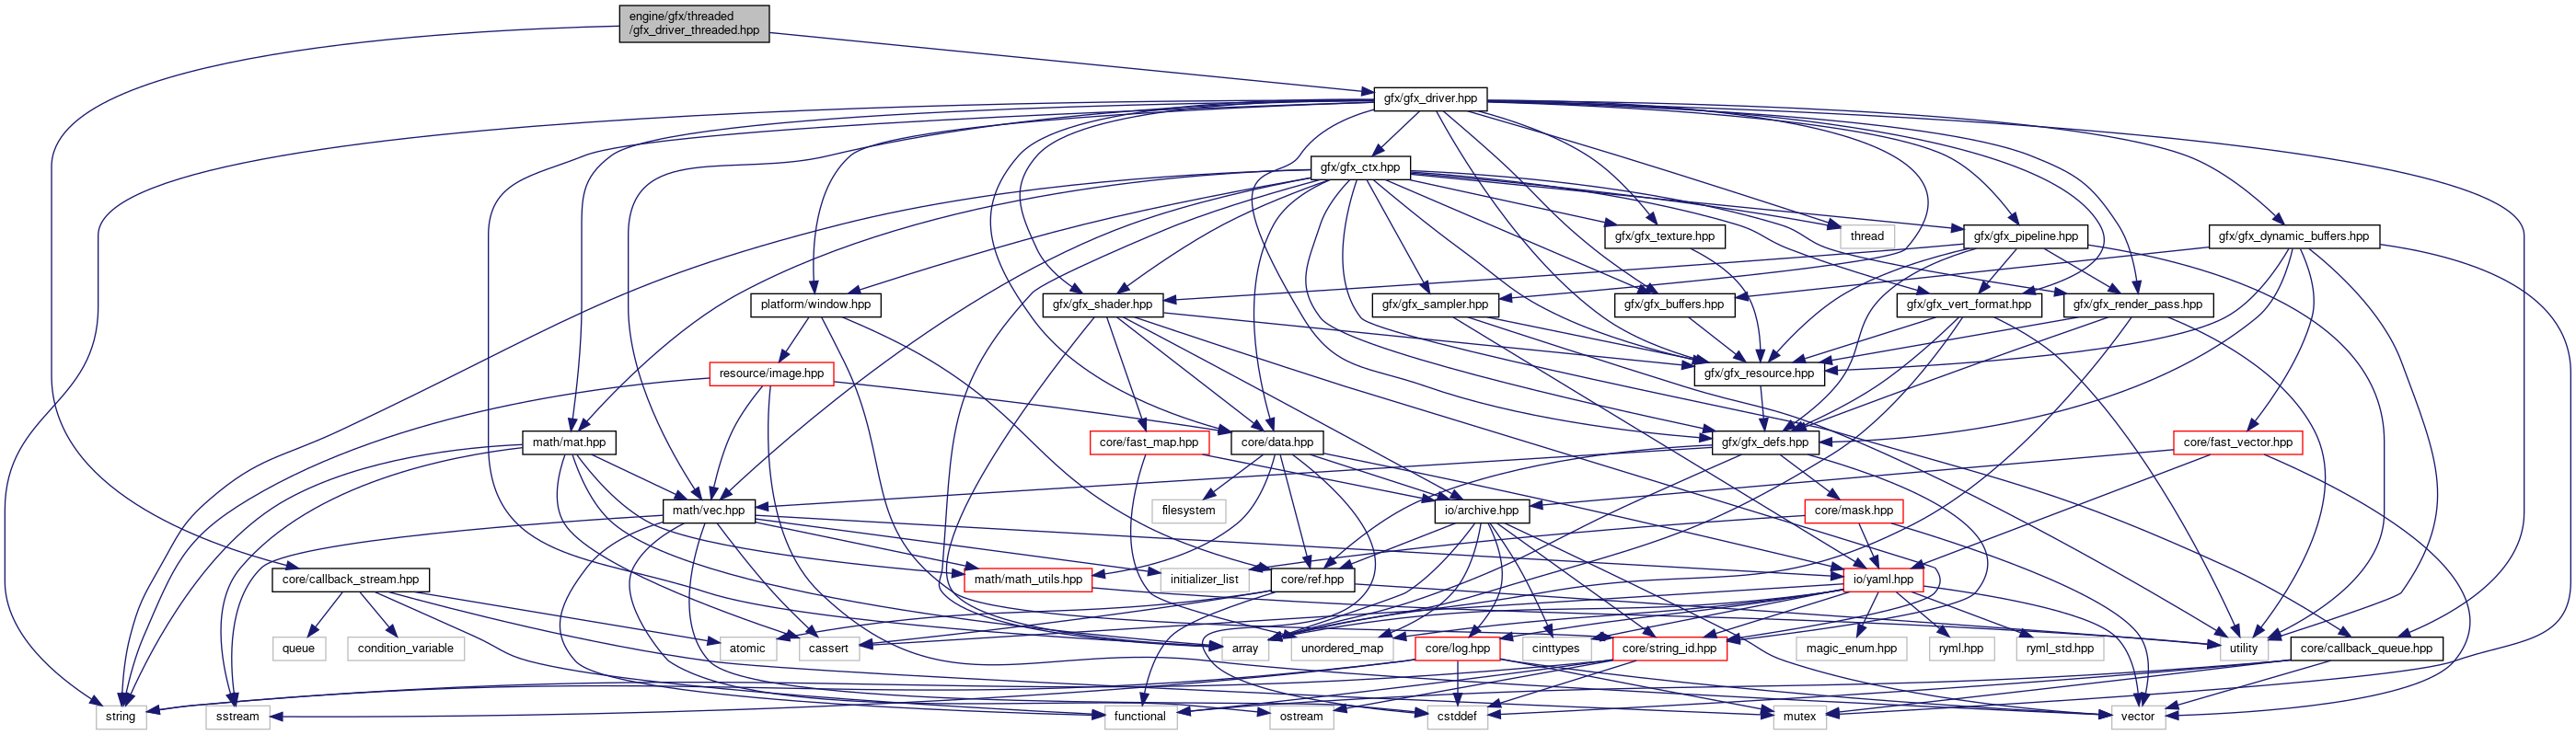 engine/gfx/threaded
/gfx_driver_threaded.hpp
gfx/gfx_driver.hpp
gfx/gfx_ctx.hpp
gfx/gfx_texture.hpp
thread
gfx/gfx_pipeline.hpp
gfx/gfx_dynamic_buffers.hpp
platform/window.hpp
gfx/gfx_shader.hpp
gfx/gfx_sampler.hpp
gfx/gfx_buffers.hpp
gfx/gfx_vert_format.hpp
gfx/gfx_render_pass.hpp
resource/image.hpp
gfx/gfx_resource.hpp
math/mat.hpp
core/fast_map.hpp
core/data.hpp
gfx/gfx_defs.hpp
core/fast_vector.hpp
math/vec.hpp
filesystem
io/archive.hpp
core/mask.hpp
core/callback_stream.hpp
math/math_utils.hpp
initializer_list
core/ref.hpp
io/yaml.hpp
queue
condition_variable
atomic
cassert
array
unordered_map
core/log.hpp
cinttypes
core/string_id.hpp
magic_enum.hpp
ryml.hpp
ryml_std.hpp
utility
core/callback_queue.hpp
string
sstream
functional
ostream
cstddef
mutex
vector